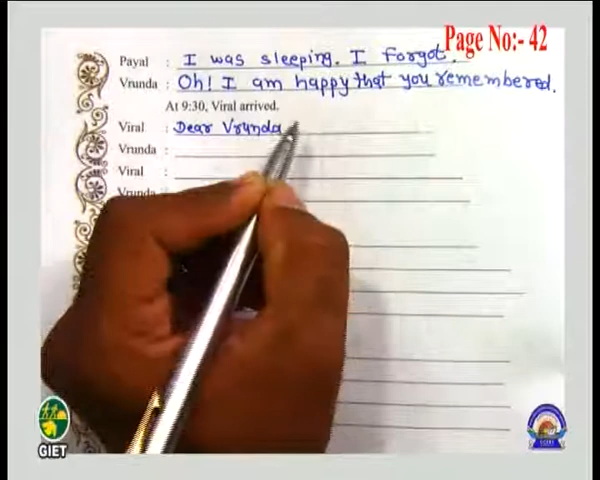 Page No:- 42
Payal : I was sleeping. I forgot.
Vrunda : Oh! I am happy that you remembered.
At 9:30, Viral arrived.
Viral : Dear Vrunda
Vrunda :
Viral :
Vrunda :
GIET